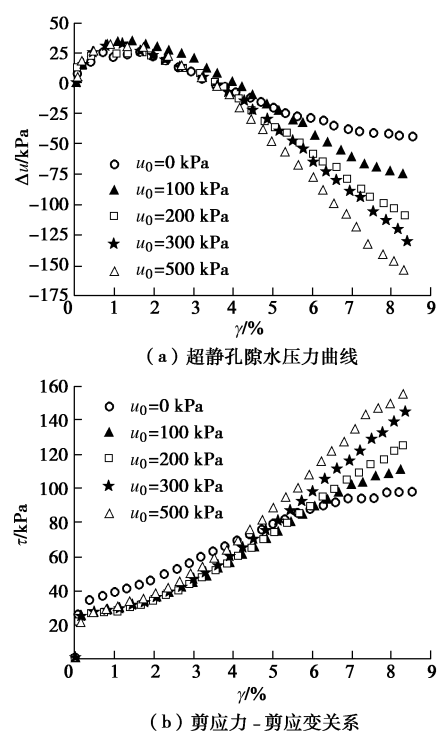 50
25
0
−25
−50
−75
−100
−125
−150
−175
Δu/kPa
u₀=0 kPa
u₀=100 kPa
u₀=200 kPa
u₀=300 kPa
u₀=500 kPa
0 1 2 3 4 5 6 7 8 9
γ/%
(a) 超静孔隙水压力曲线
160
140
120
100
80
60
40
20
τ/kPa
u₀=0 kPa
u₀=100 kPa
u₀=200 kPa
u₀=300 kPa
u₀=500 kPa
0 1 2 3 4 5 6 7 8 9
γ/%
(b) 剪应力-剪应变关系